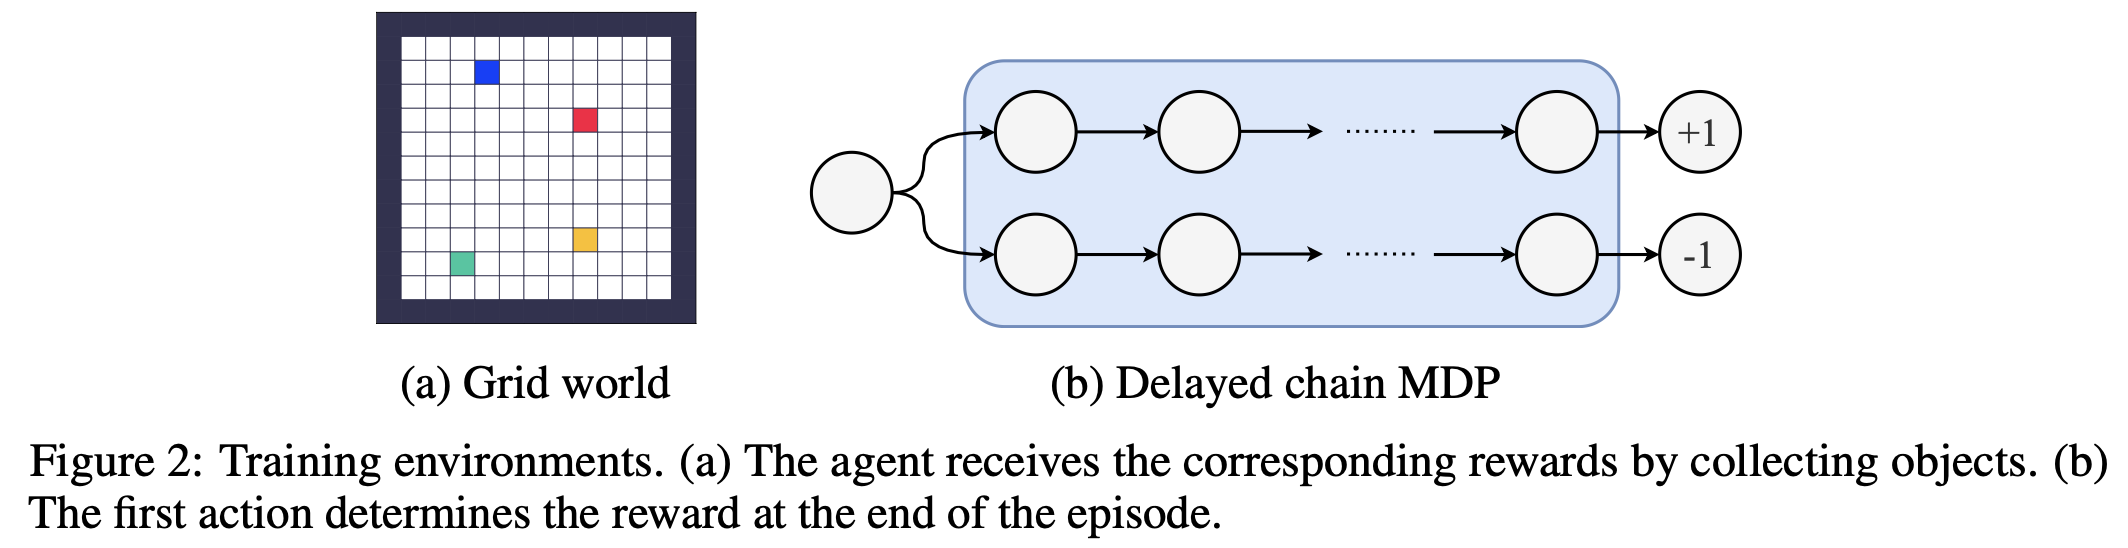 +1
-1
(a) Grid world
(b) Delayed chain MDP
Figure 2: Training environments. (a) The agent receives the corresponding rewards by collecting objects. (b)
The first action determines the reward at the end of the episode.